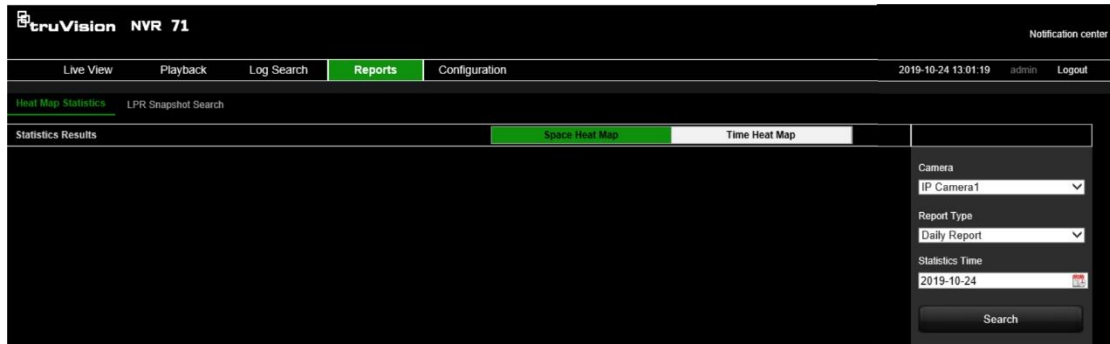 truVision NVR 71
Notification center
Live View Playback Log Search Reports Configuration 2019-10-24 13:01:19 admin Logout
Heat Map Statistics LPR Snapshot Search
Statistics Results Space Heat Map Time Heat Map
Camera
IP Camera1
Report Type
Daily Report
Statistics Time
2019-10-24
Search